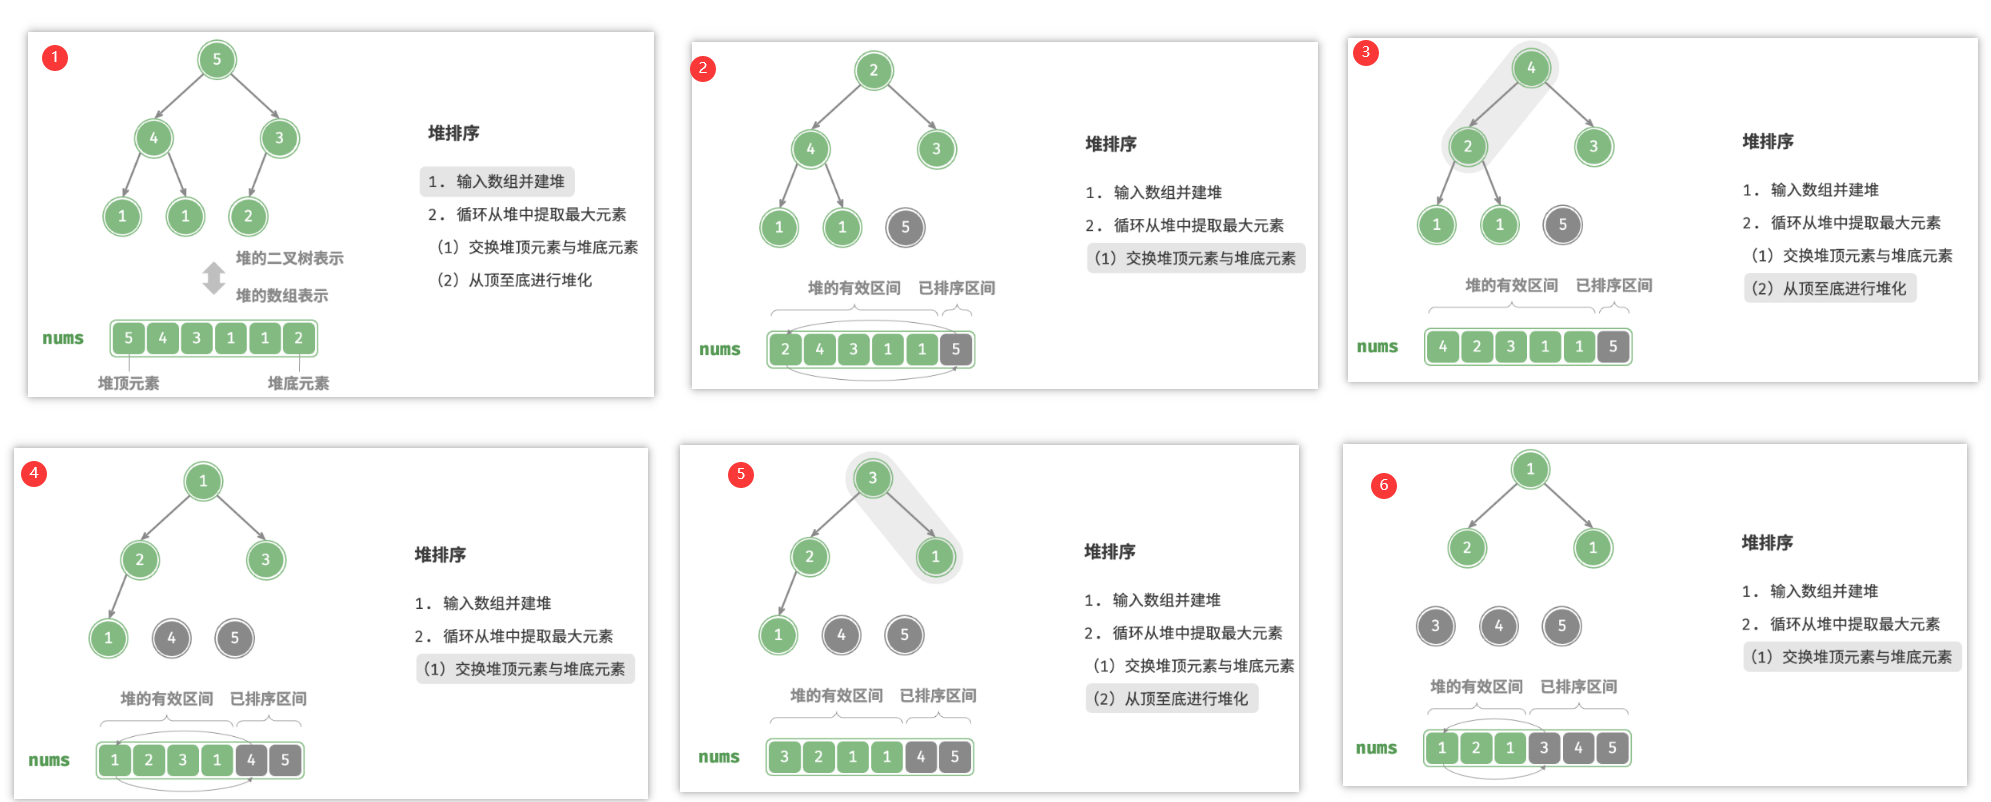 1
5
4 3
1 1 2
堆的二叉树表示
堆的数组表示
nums 5 4 3 1 1 2
堆顶元素 堆底元素
堆排序
1. 输入数组并建堆
2. 循环从堆中提取最大元素
（1）交换堆顶元素与堆底元素
（2）从顶至底进行堆化
2
2
4 3
1 1 5
堆的有效区间 已排序区间
nums 2 4 3 1 1 5
堆排序
1. 输入数组并建堆
2. 循环从堆中提取最大元素
（1）交换堆顶元素与堆底元素
3
4
2 3
1 1 5
堆的有效区间 已排序区间
nums 4 2 3 1 1 5
堆排序
1. 输入数组并建堆
2. 循环从堆中提取最大元素
（1）交换堆顶元素与堆底元素
（2）从顶至底进行堆化
4
1
2 3
1 4 5
堆的有效区间 已排序区间
nums 1 2 3 1 4 5
堆排序
1. 输入数组并建堆
2. 循环从堆中提取最大元素
（1）交换堆顶元素与堆底元素
5
3
2 1
1 4 5
堆的有效区间 已排序区间
nums 3 2 1 1 4 5
堆排序
1. 输入数组并建堆
2. 循环从堆中提取最大元素
（1）交换堆顶元素与堆底元素
（2）从顶至底进行堆化
6
1
2 1
3 4 5
堆的有效区间 已排序区间
nums 1 2 1 3 4 5
堆排序
1. 输入数组并建堆
2. 循环从堆中提取最大元素
（1）交换堆顶元素与堆底元素